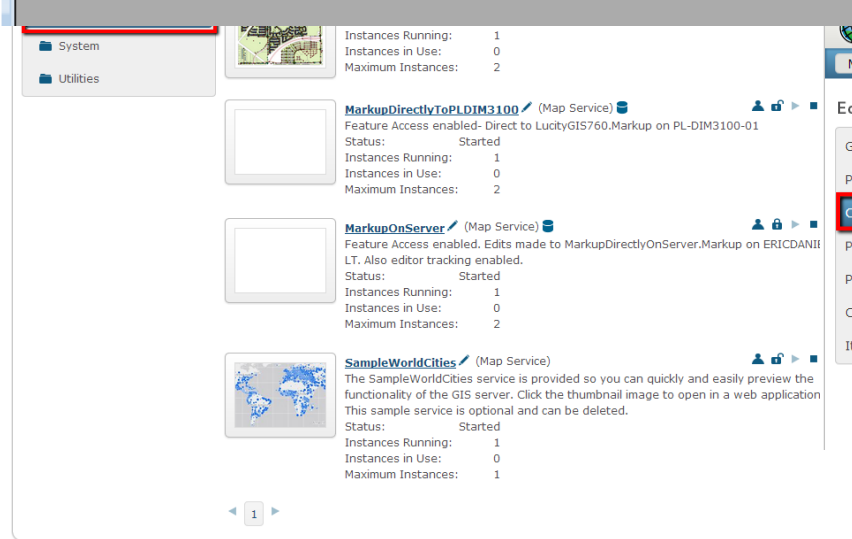 System
Utilities
Instances Running: 1
Instances in Use: 0
Maximum Instances: 2
MarkupDirectlyToPLDIM3100 (Map Service)
Feature Access enabled- Direct to LucityGIS760.Markup on PL-DIM3100-01
Status: Started
Instances Running: 1
Instances in Use: 0
Maximum Instances: 2
MarkupOnServer (Map Service)
Feature Access enabled. Edits made to MarkupDirectlyOnServer.Markup on ERICDANIE
LT. Also editor tracking enabled.
Status: Started
Instances Running: 1
Instances in Use: 0
Maximum Instances: 2
SampleWorldCities (Map Service)
The SampleWorldCities service is provided so you can quickly and easily preview the
functionality of the GIS server. Click the thumbnail image to open in a web application
This sample service is optional and can be deleted.
Status: Started
Instances Running: 1
Instances in Use: 0
Maximum Instances: 1
1